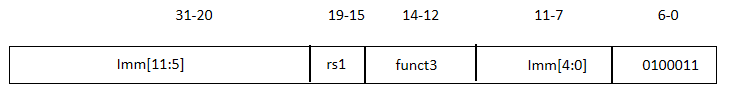 31-20 19-15 14-12 11-7 6-0
Imm[11:5] rs1 funct3 Imm[4:0] 0100011